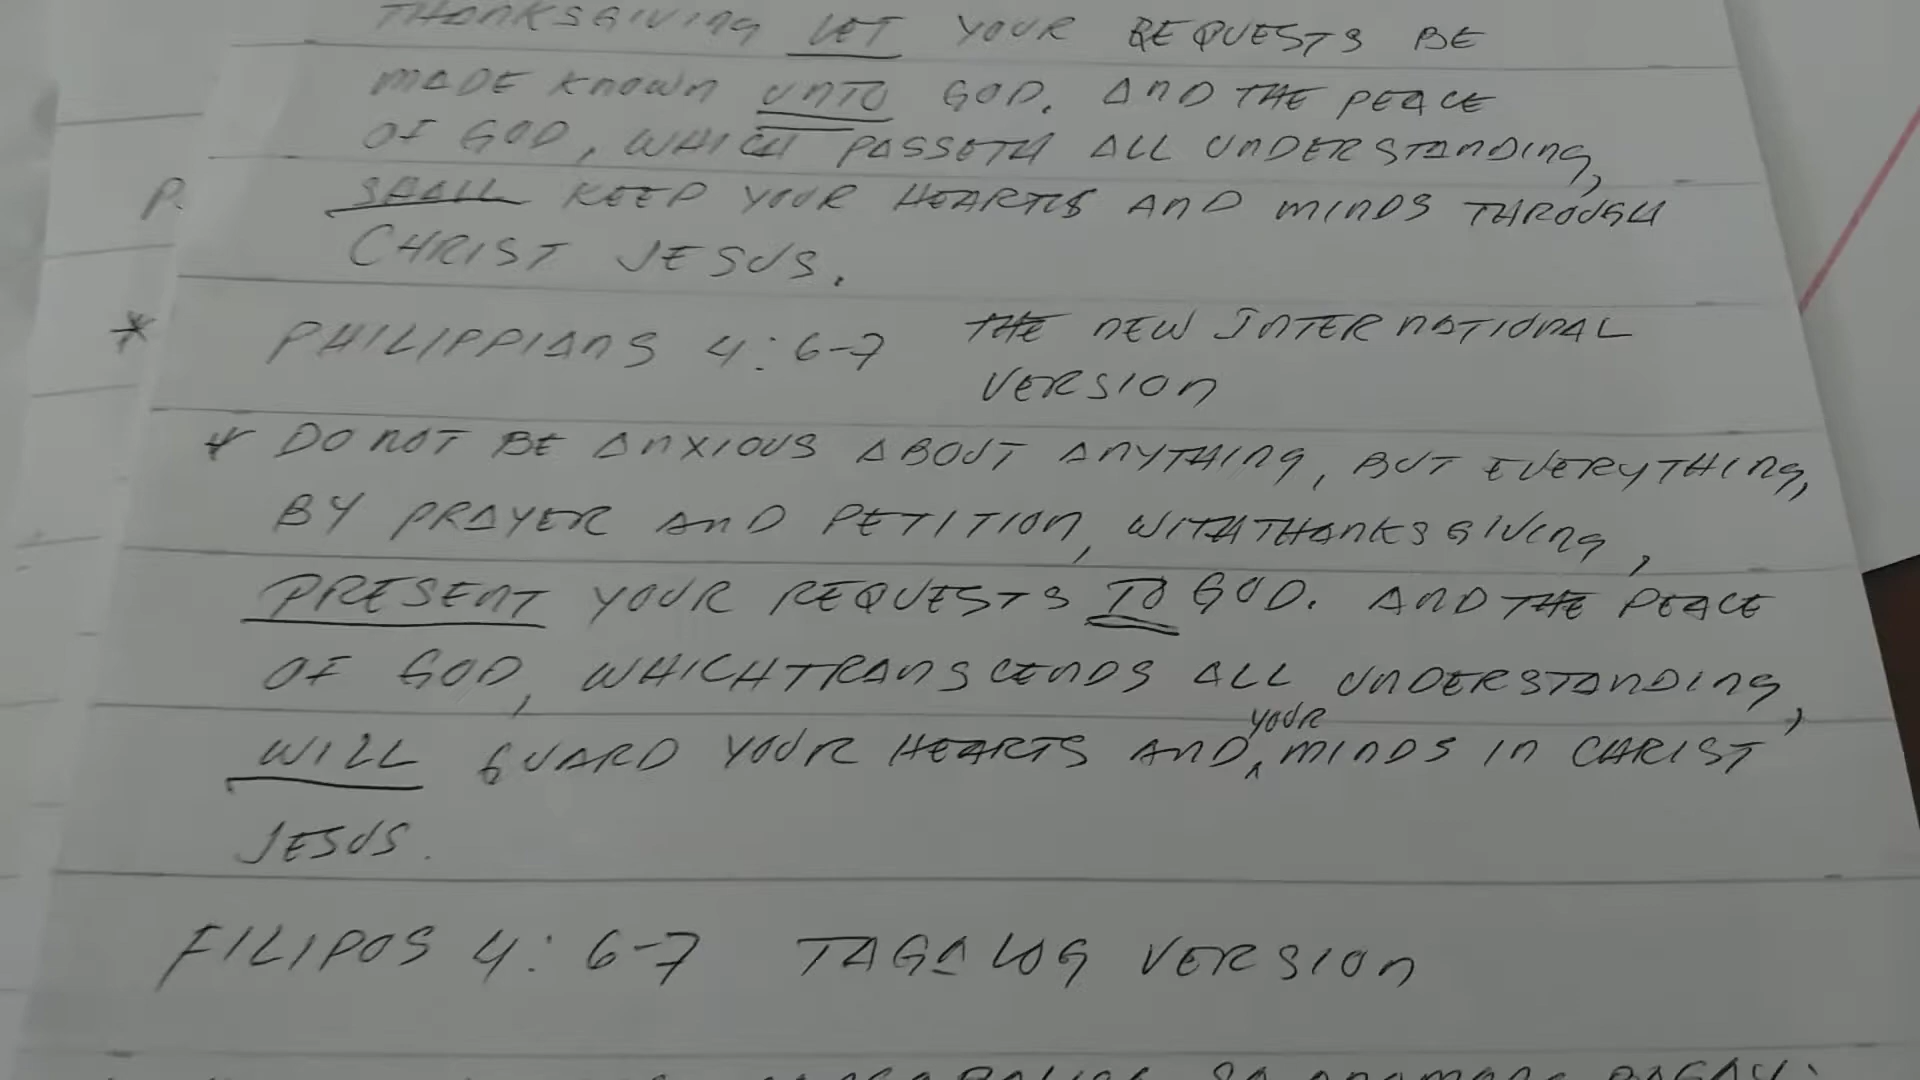 THANKSGIVING LET YOUR REQUESTS BE
MADE KNOWN UNTO GOD. AND THE PEACE
OF GOD, WHICH PASSETH ALL UNDERSTANDING,
P.
SHALL KEEP YOUR HEARTS AND MINDS THROUGH
CHRIST JESUS.
* PHILIPPIANS 4:6-7 THE NEW INTERNATIONAL
VERSION
* DO NOT BE ANXIOUS ABOUT ANYTHING, BUT EVERYTHING,
BY PRAYER AND PETITION, WITH THANKSGIVING,
PRESENT YOUR REQUESTS TO GOD. AND THE PEACE
OF GOD, WHICH TRANSCENDS ALL UNDERSTANDING,
WILL GUARD YOUR HEARTS AND YOUR MINDS IN CHRIST
JESUS.
FILIPOS 4:6-7 TAGALOG VERSION